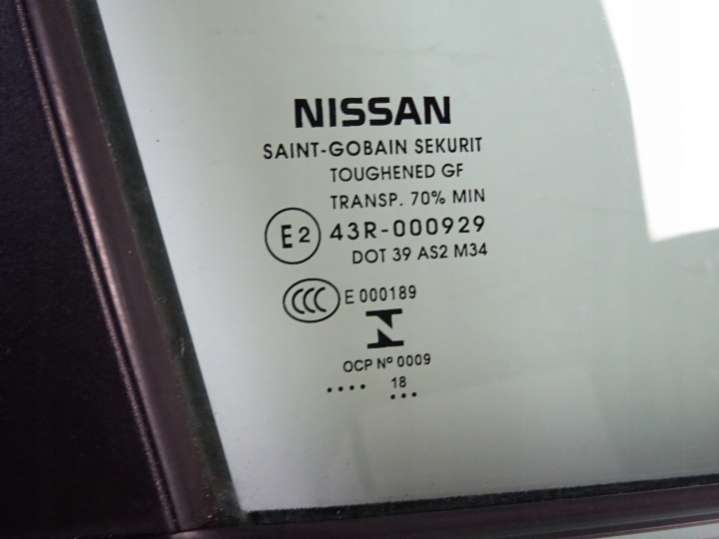 NISSAN
SAINT-GOBAIN SEKURIT
TOUGHENED GF
TRANSP. 70% MIN
E2 43R-000929
DOT 39 AS2 M34
CCC E 000189
N
OCP Nº 0009
.... 18
...